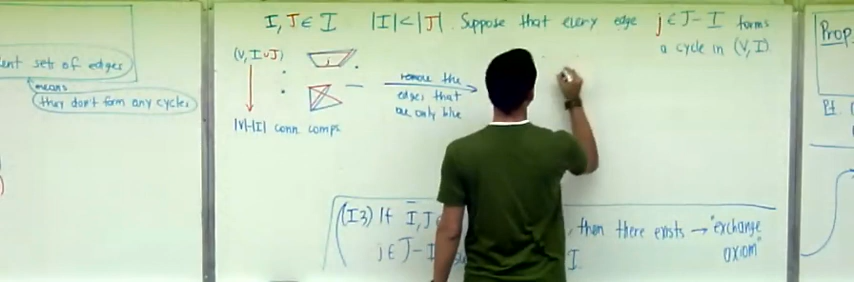 ent sets of edges
means
they don't form any cycles
I, J ∈ I |I| < |J|. Suppose that every edge j ∈ J - I forms
a cycle in (V, I).
(V, I∪J)
|V|-|I| conn. comps.
remove the
edges that
are only blue
(I3) If I, J
, then there exists → "exchange
axiom"
j ∈ J - I
I.
Prop.
Pf.